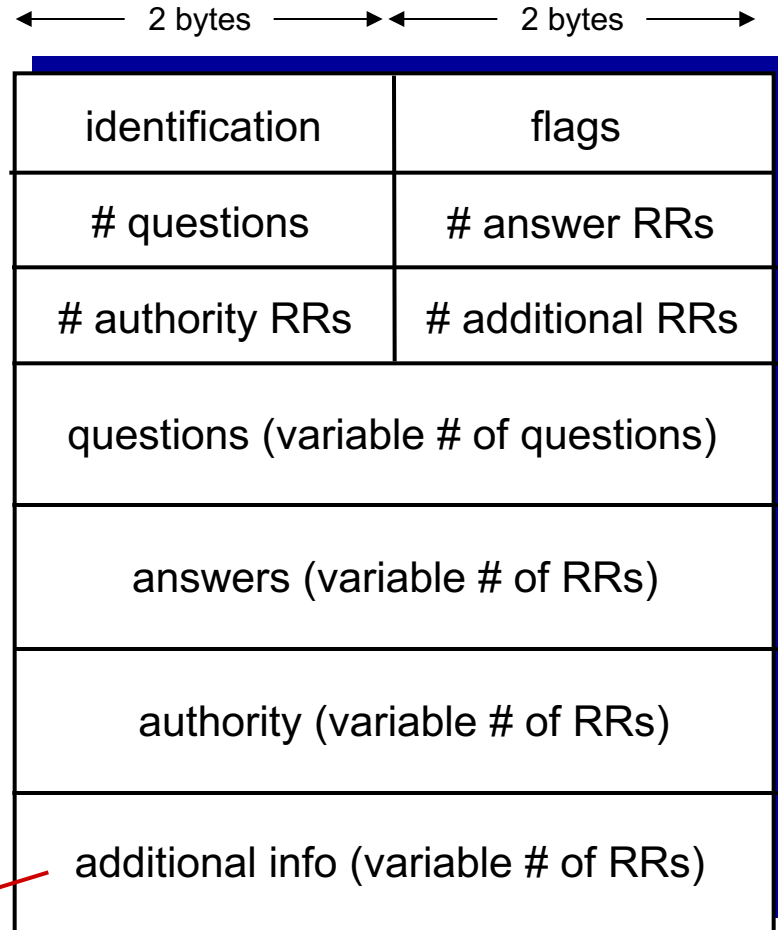 2 bytes 2 bytes
identification flags
# questions # answer RRs
# authority RRs # additional RRs
questions (variable # of questions)
answers (variable # of RRs)
authority (variable # of RRs)
additional info (variable # of RRs)